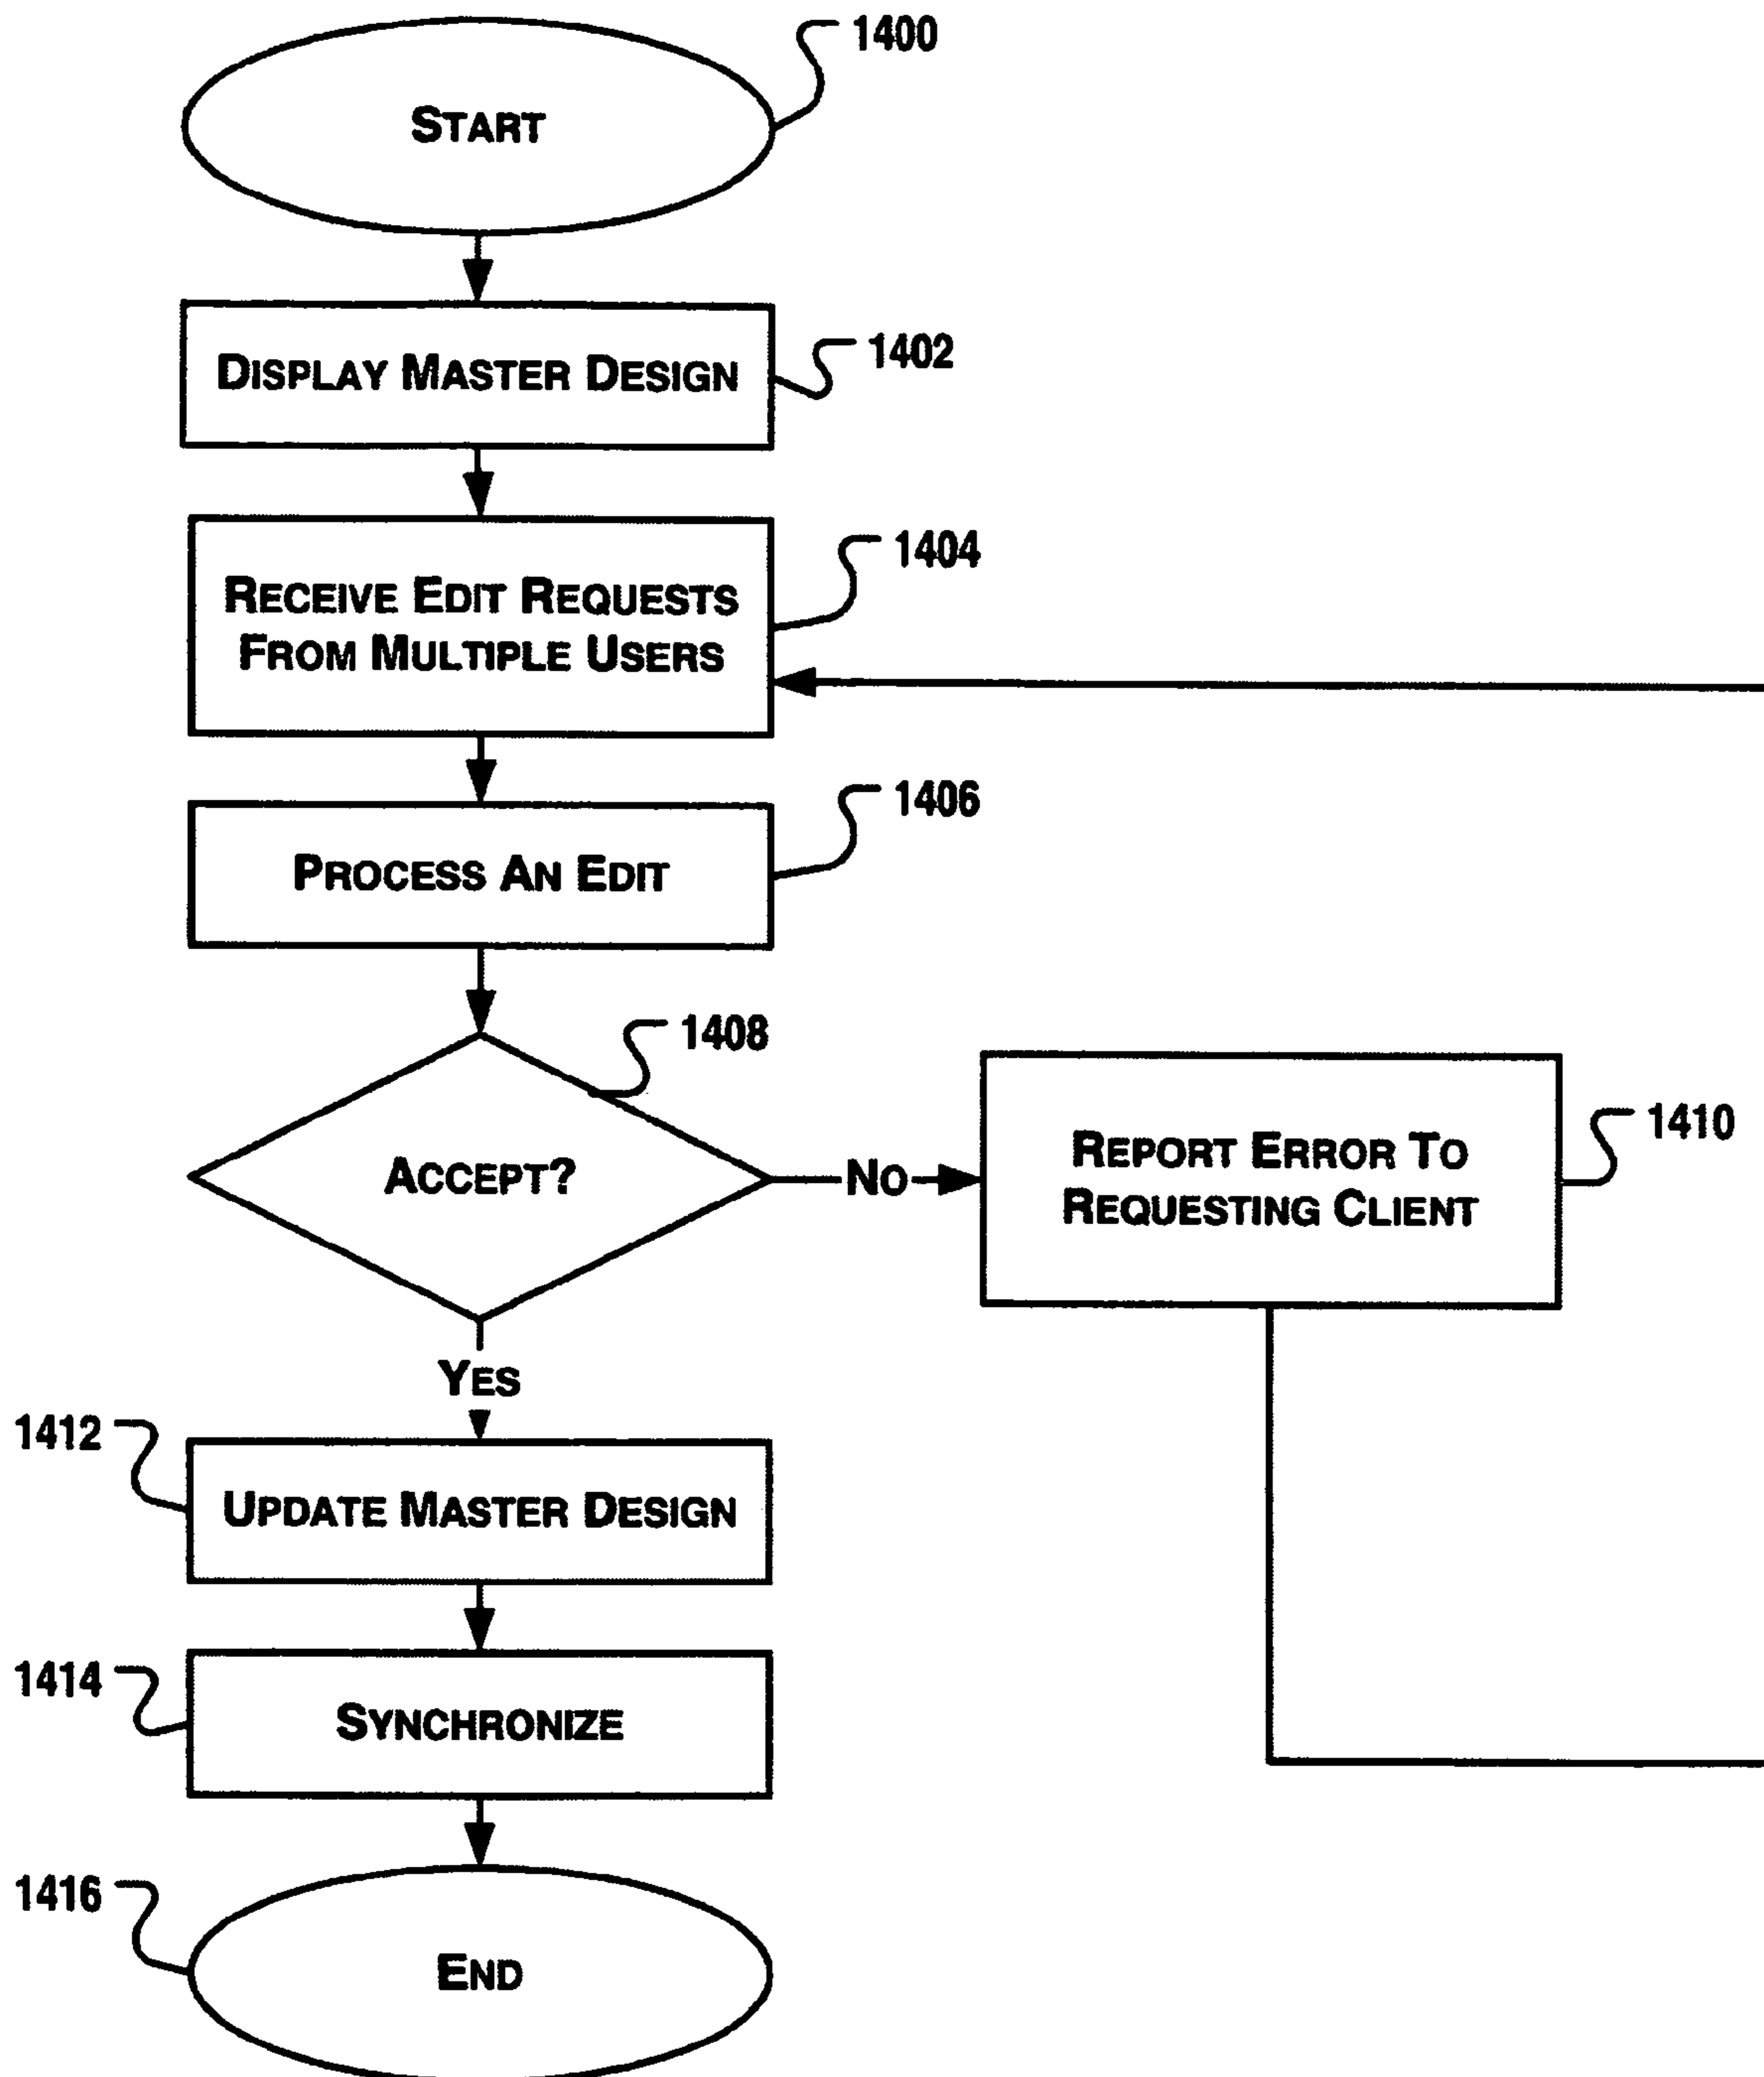 1400
START
1402
DISPLAY MASTER DESIGN
1404
RECEIVE EDIT REQUESTS
FROM MULTIPLE USERS
1406
PROCESS AN EDIT
1408
ACCEPT?
NO
REPORT ERROR TO
REQUESTING CLIENT
1410
YES
1412
UPDATE MASTER DESIGN
1414
SYNCHRONIZE
1416
END